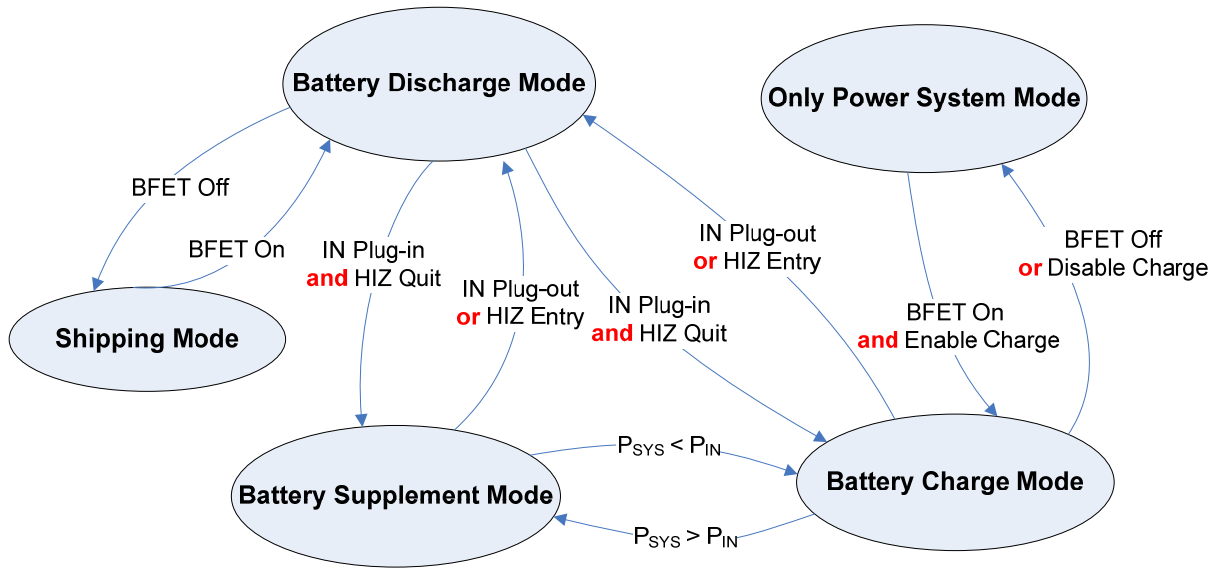 Battery Discharge Mode
Only Power System Mode
BFET Off
BFET On
IN Plug-in
and HIZ Quit
IN Plug-out
or HIZ Entry
IN Plug-in
and HIZ Quit
IN Plug-out
or HIZ Entry
BFET Off
or Disable Charge
BFET On
and Enable Charge
Shipping Mode
PSYS < PIN
Battery Supplement Mode
Battery Charge Mode
PSYS > PIN